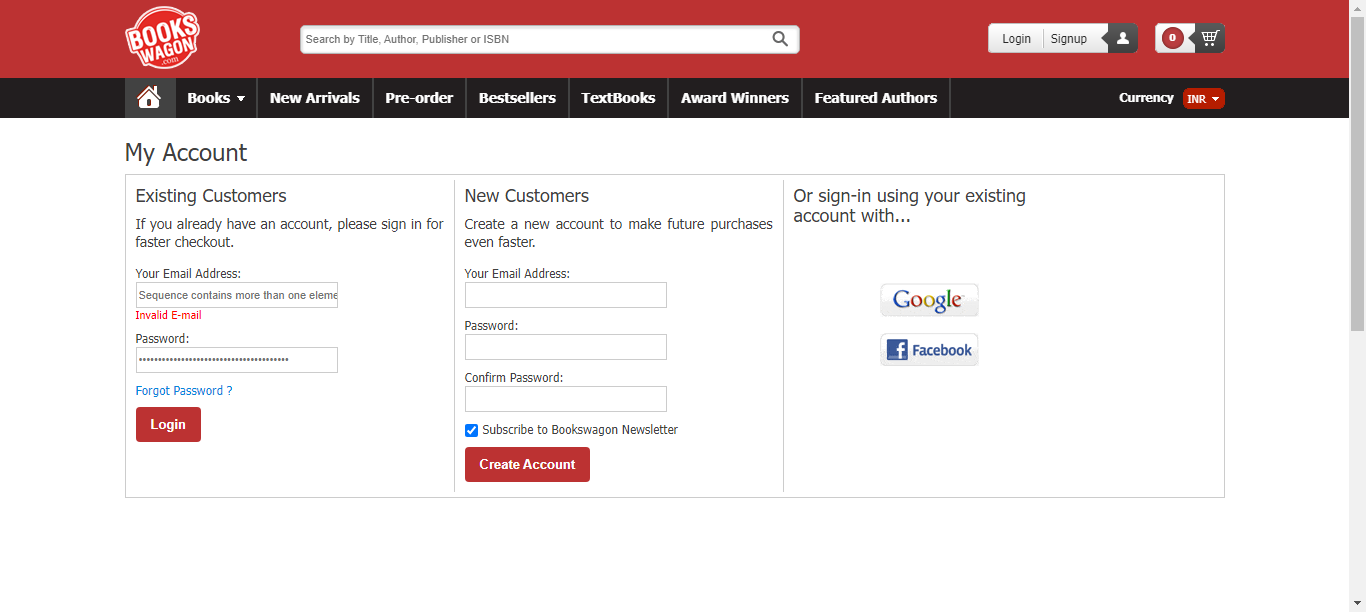 BOOKS
WAGON
.com
Search by Title, Author, Publisher or ISBN
Login Signup
0
Books New Arrivals Pre-order Bestsellers TextBooks Award Winners Featured Authors
Currency INR
My Account
Existing Customers
If you already have an account, please sign in for
faster checkout.
Your Email Address:
Sequence contains more than one eleme
Invalid E-mail
Password:
Forgot Password ?
Login
New Customers
Create a new account to make future purchases
even faster.
Your Email Address:
Password:
Confirm Password:
Subscribe to Bookswagon Newsletter
Create Account
Or sign-in using your existing
account with...
Google
f Facebook